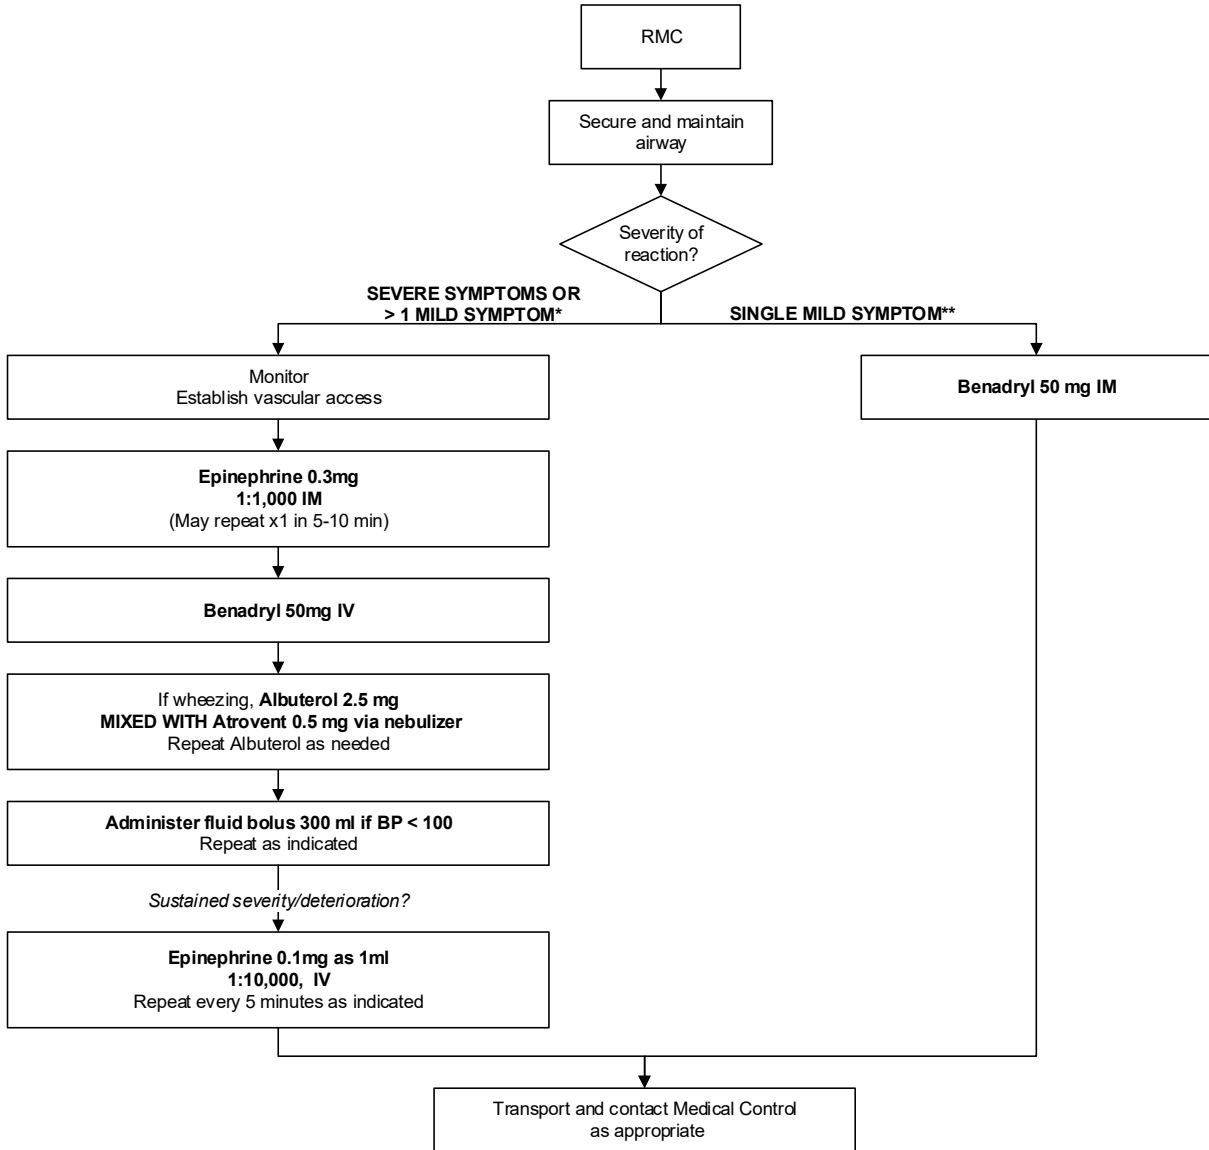 RMC
Secure and maintain
airway
Severity of
reaction?
SEVERE SYMPTOMS OR
> 1 MILD SYMPTOM*
SINGLE MILD SYMPTOM**
Monitor
Establish vascular access
Benadryl 50 mg IM
Epinephrine 0.3mg
1:1,000 IM
(May repeat x1 in 5-10 min)
Benadryl 50mg IV
If wheezing, Albuterol 2.5 mg
MIXED WITH Atrovent 0.5 mg via nebulizer
Repeat Albuterol as needed
Administer fluid bolus 300 ml if BP < 100
Repeat as indicated
Sustained severity/deterioration?
Epinephrine 0.1mg as 1ml
1:10,000, IV
Repeat every 5 minutes as indicated
Transport and contact Medical Control
as appropriate